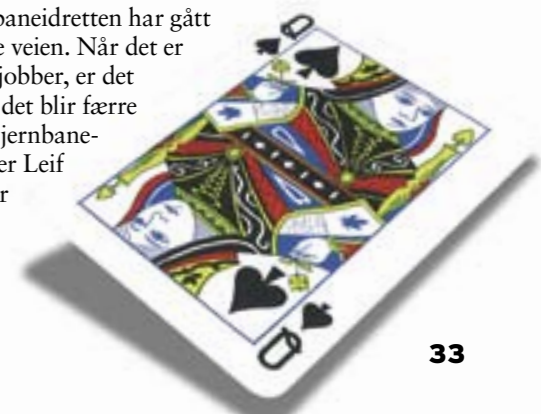 baneidretten har gått
e veien. Når det er
jobber, er det
det blir færre
jernbane-
er Leif
r
Q
Q
33